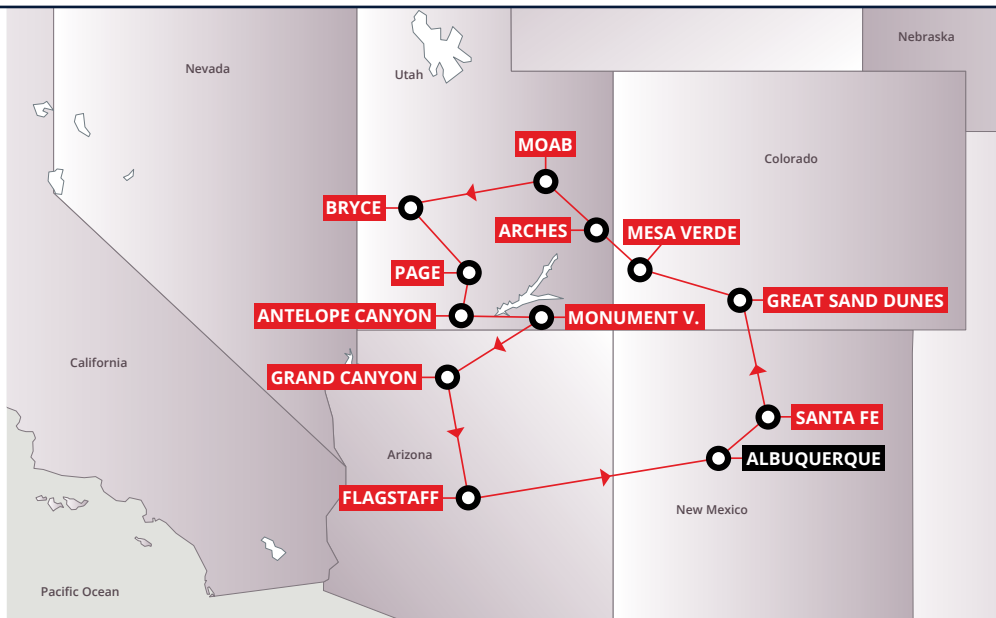 Nebraska
Nevada
Utah
MOAB
Colorado
BRYCE
ARCHES
MESA VERDE
PAGE
GREAT SAND DUNES
ANTELOPE CANYON
MONUMENT V.
California
GRAND CANYON
SANTA FE
Arizona
ALBUQUERQUE
FLAGSTAFF
New Mexico
Pacific Ocean